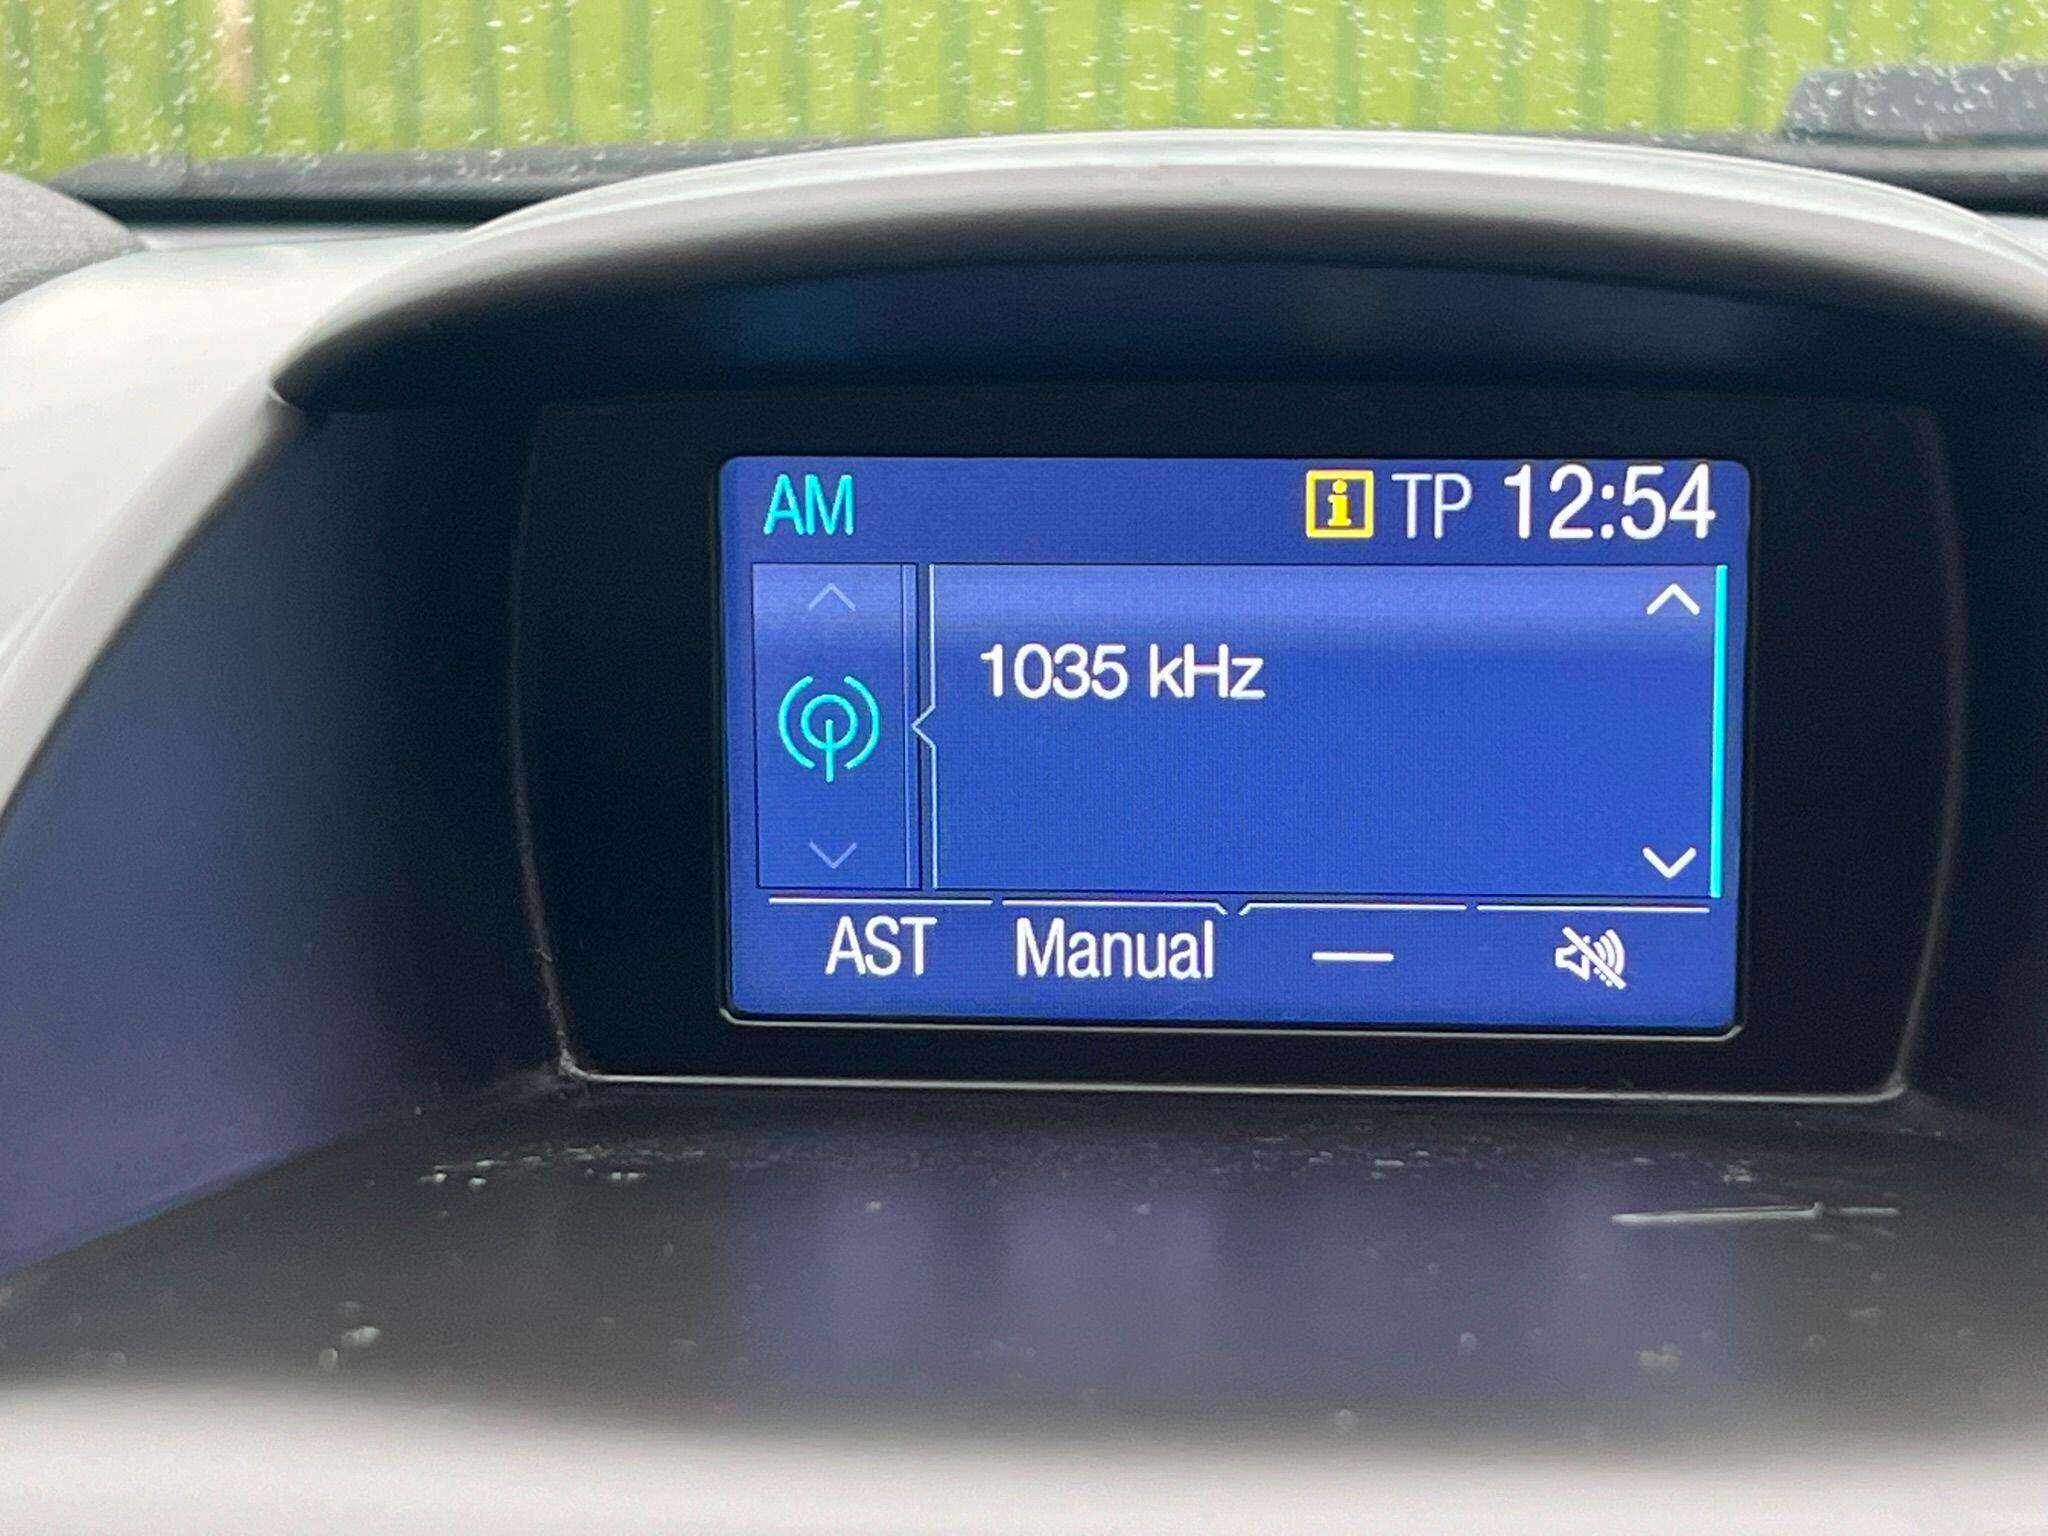 AM i TP 12:54
1035 kHz
AST Manual —